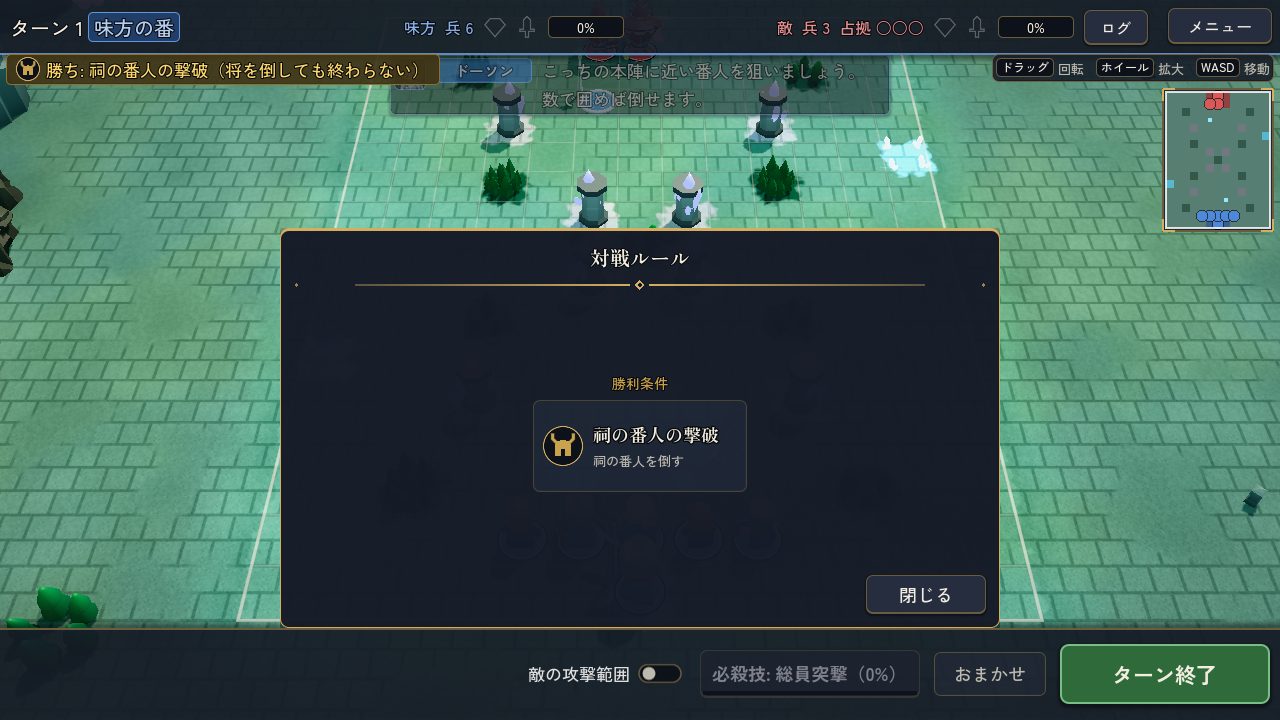 ターン 1 味方の番 味方 兵 6 0% 敵 兵 3 占拠 〇〇〇 0% ログ メニュー
勝ち: 祠の番人の撃破（将を倒しても終わらない）
ドーソン こっちの本陣に近い番人を狙いましょう。
数で囲めば倒せます。
ドラッグ 回転 ホイール 拡大 WASD 移動
対戦ルール
勝利条件
祠の番人の撃破
祠の番人を倒す
閉じる
敵の攻撃範囲 必殺技: 総員突撃（0%） おまかせ ターン終了